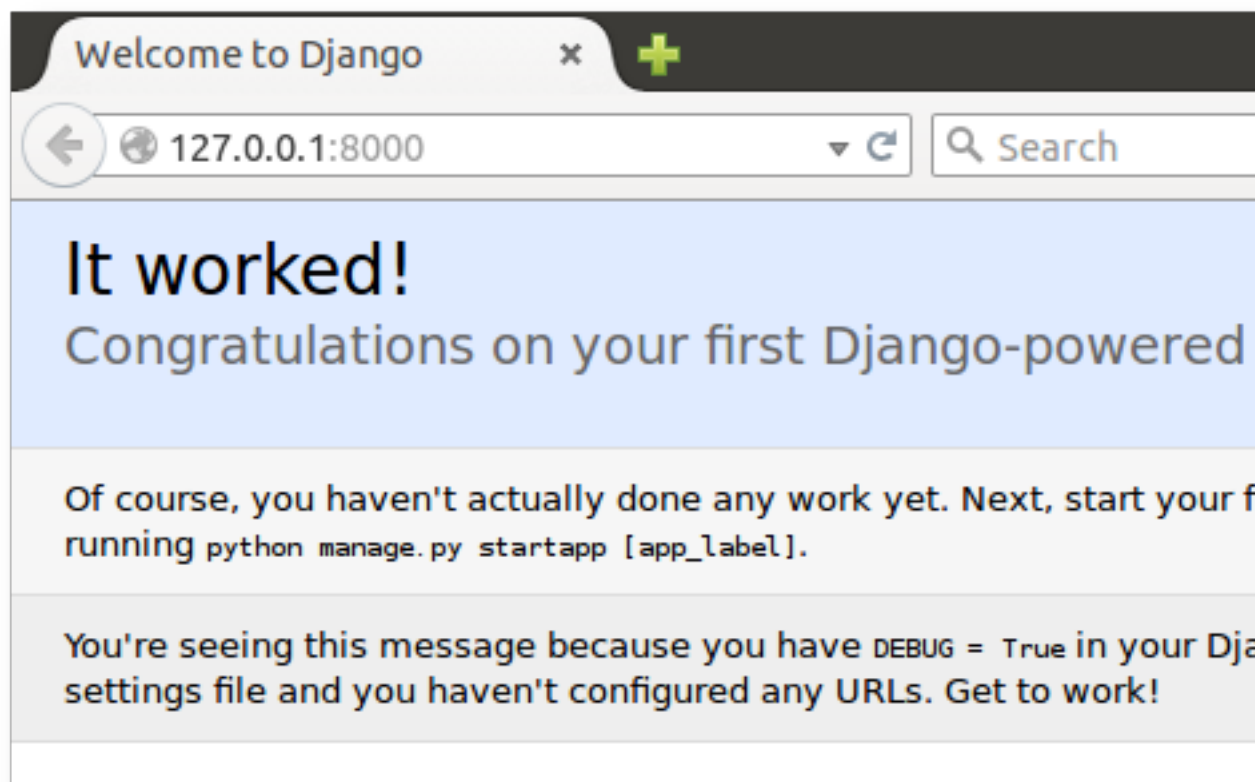 Welcome to Django
127.0.0.1:8000
Search
It worked!
Congratulations on your first Django-powered
Of course, you haven't actually done any work yet. Next, start your
running python manage.py startapp [app_label].
You're seeing this message because you have DEBUG = True in your
settings file and you haven't configured any URLs. Get to work!